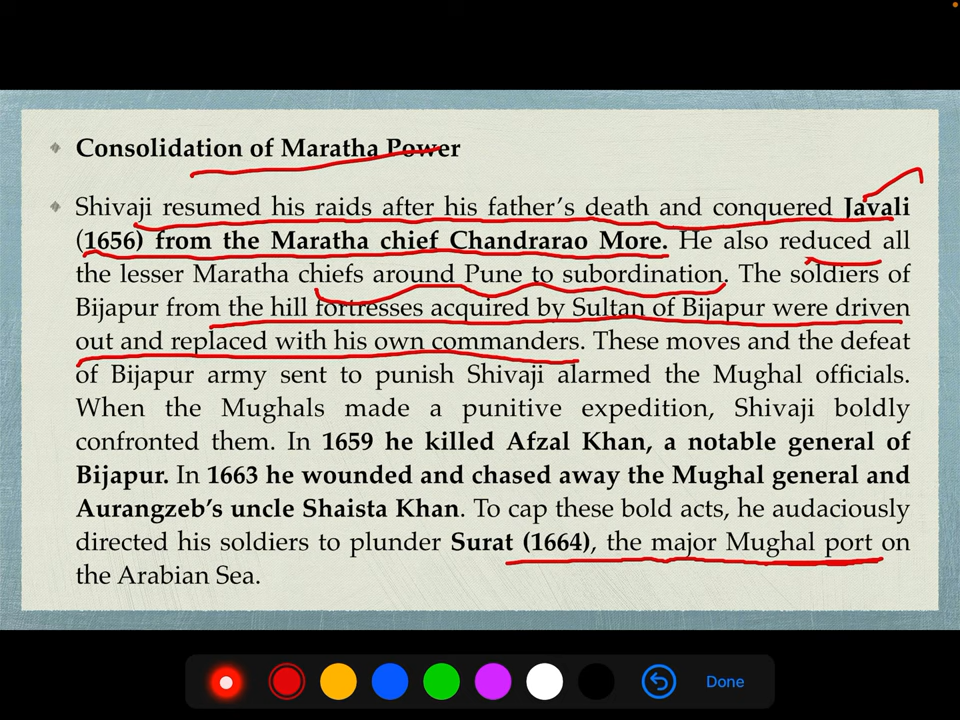 Consolidation of Maratha Power
Shivaji resumed his raids after his father's death and conquered Javali
(1656) from the Maratha chief Chandrarao More. He also reduced all
the lesser Maratha chiefs around Pune to subordination. The soldiers of
Bijapur from the hill fortresses acquired by Sultan of Bijapur were driven
out and replaced with his own commanders. These moves and the defeat
of Bijapur army sent to punish Shivaji alarmed the Mughal officials.
When the Mughals made a punitive expedition, Shivaji boldly
confronted them. In 1659 he killed Afzal Khan, a notable general of
Bijapur. In 1663 he wounded and chased away the Mughal general and
Aurangzeb's uncle Shaista Khan. To cap these bold acts, he audaciously
directed his soldiers to plunder Surat (1664), the major Mughal port on
the Arabian Sea.
Done